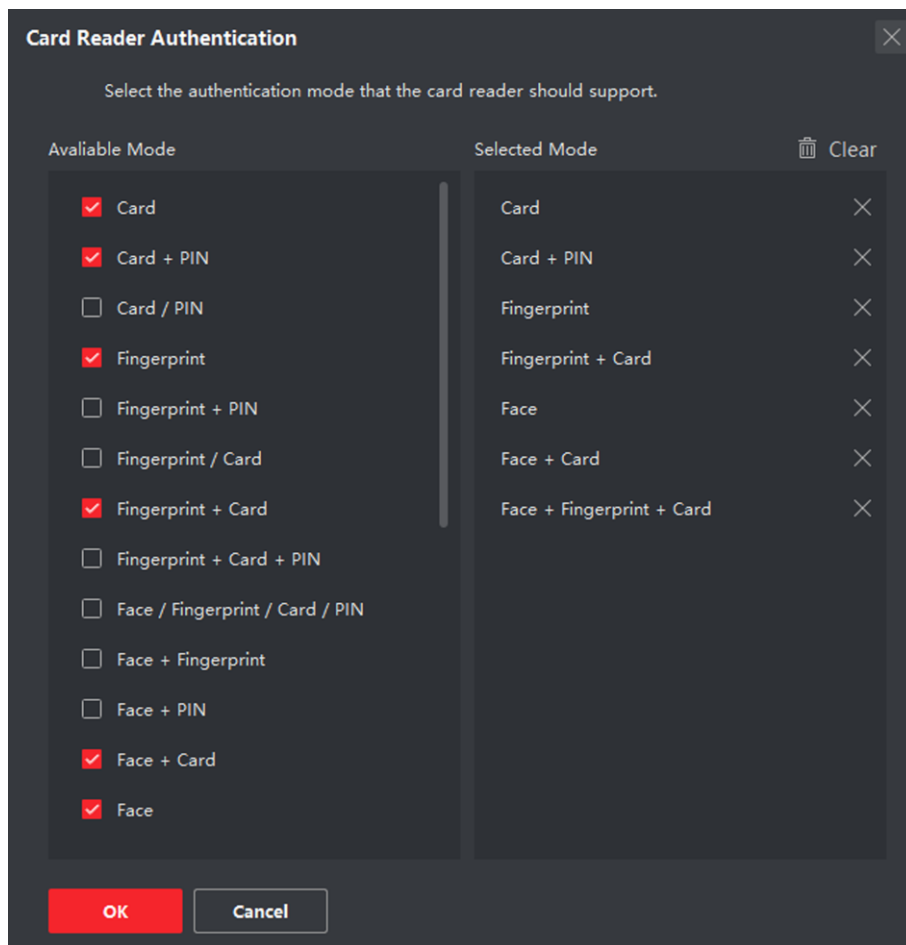 Card Reader Authentication
Select the authentication mode that the card reader should support.
Avaliable Mode
Card
Card + PIN
Card / PIN
Fingerprint
Fingerprint + PIN
Fingerprint / Card
Fingerprint + Card
Fingerprint + Card + PIN
Face / Fingerprint / Card / PIN
Face + Fingerprint
Face + PIN
Face + Card
Face
Selected Mode
Clear
Card
Card + PIN
Fingerprint
Fingerprint + Card
Face
Face + Card
Face + Fingerprint + Card
OK
Cancel